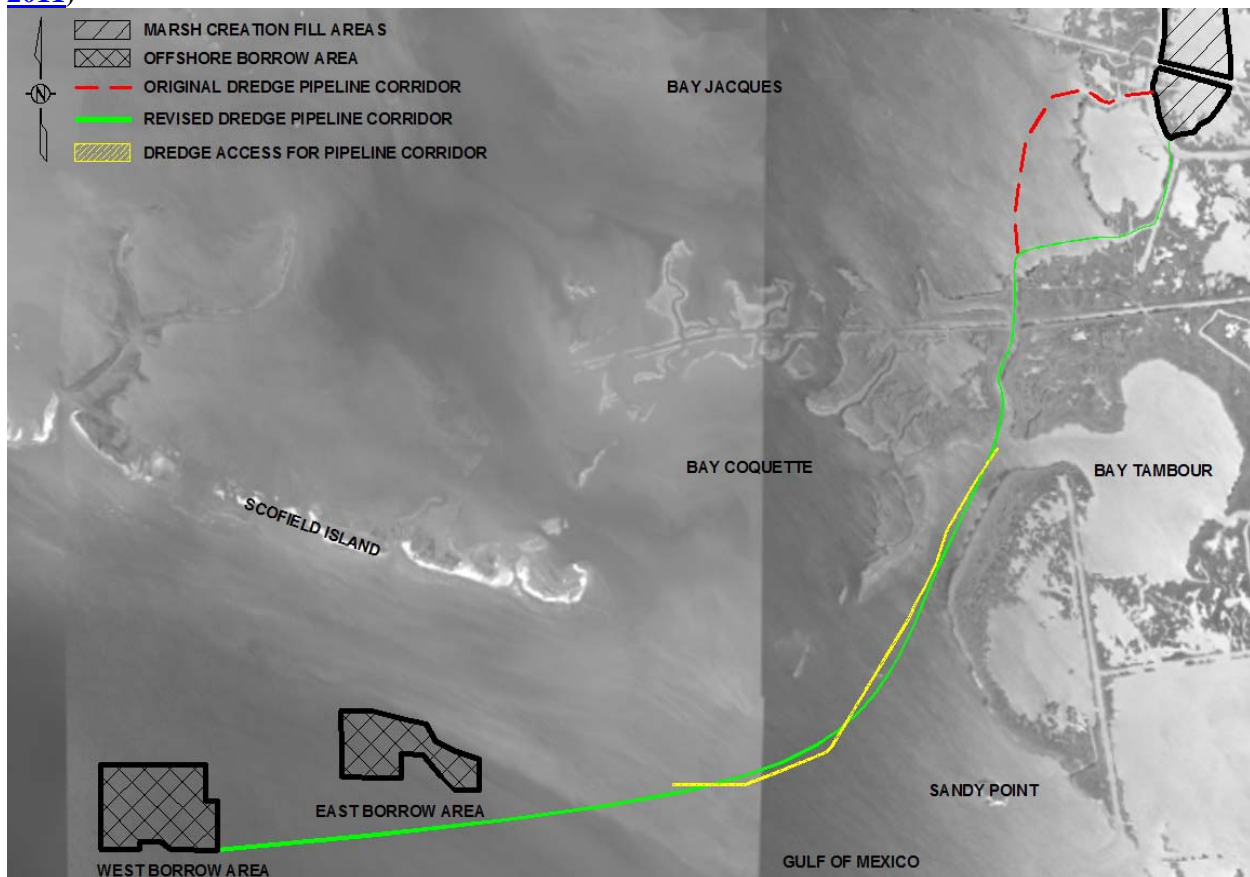 2011)
N
MARSH CREATION FILL AREAS
OFFSHORE BORROW AREA
ORIGINAL DREDGE PIPELINE CORRIDOR
REVISED DREDGE PIPELINE CORRIDOR
DREDGE ACCESS FOR PIPELINE CORRIDOR
BAY JACQUES
BAY COQUETTE
BAY TAMBOUR
SCOFIELD ISLAND
SANDY POINT
EAST BORROW AREA
WEST BORROW AREA
GULF OF MEXICO